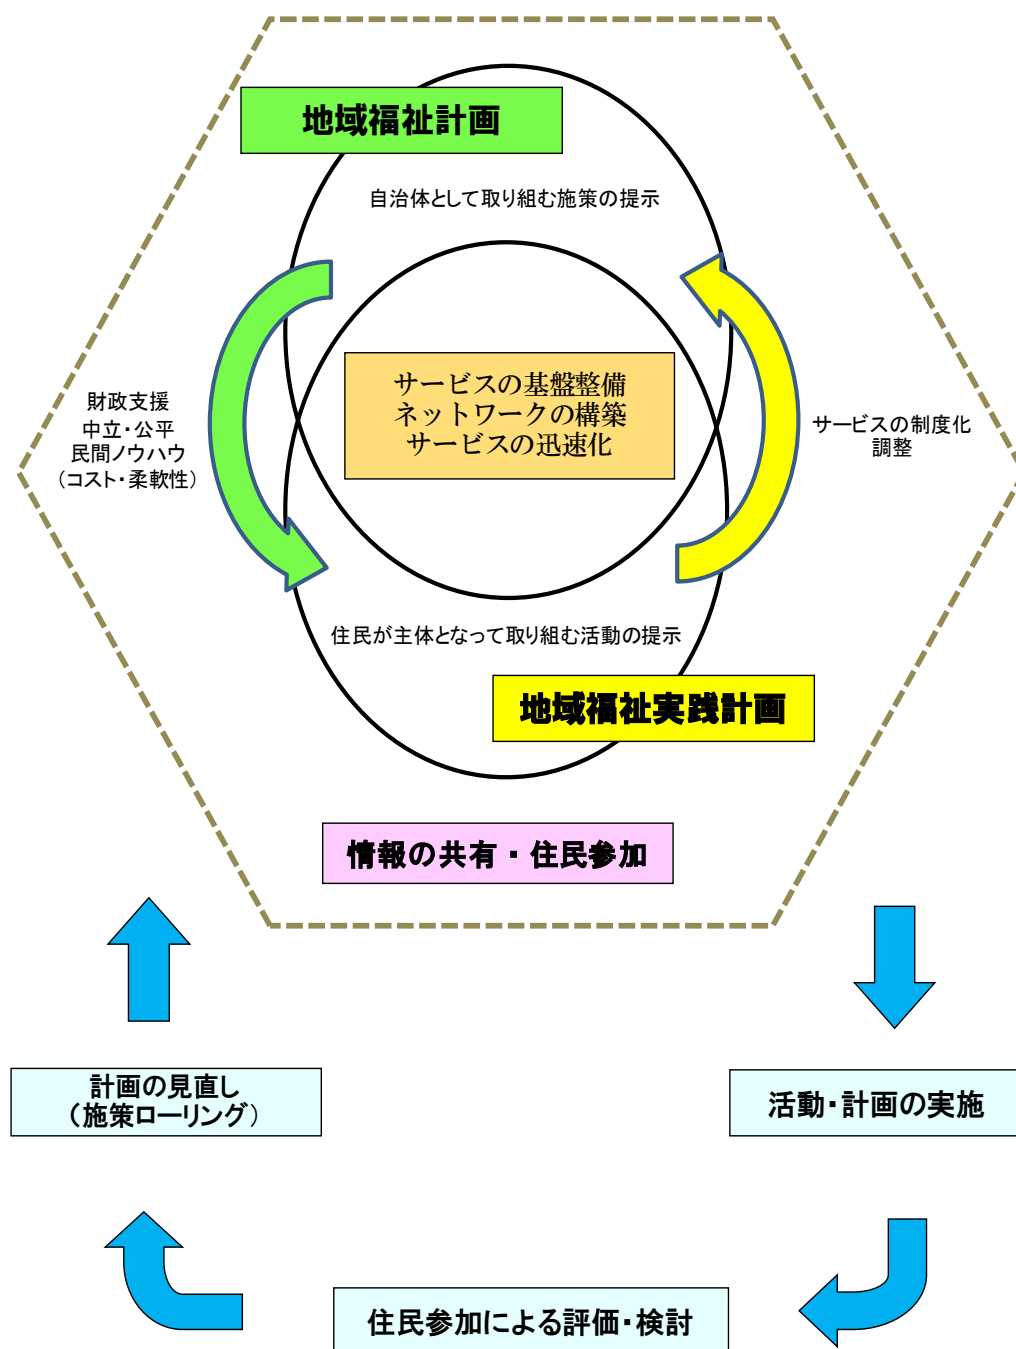 地域福祉計画
自治体として取り組む施策の提示
サービスの基盤整備
ネットワークの構築
サービスの迅速化
財政支援
中立・公平
民間ノウハウ
(コスト・柔軟性)
サービスの制度化
調整
住民が主体となって取り組む活動の提示
地域福祉実践計画
情報の共有・住民参加
計画の見直し
(施策ローリング)
活動・計画の実施
住民参加による評価・検討